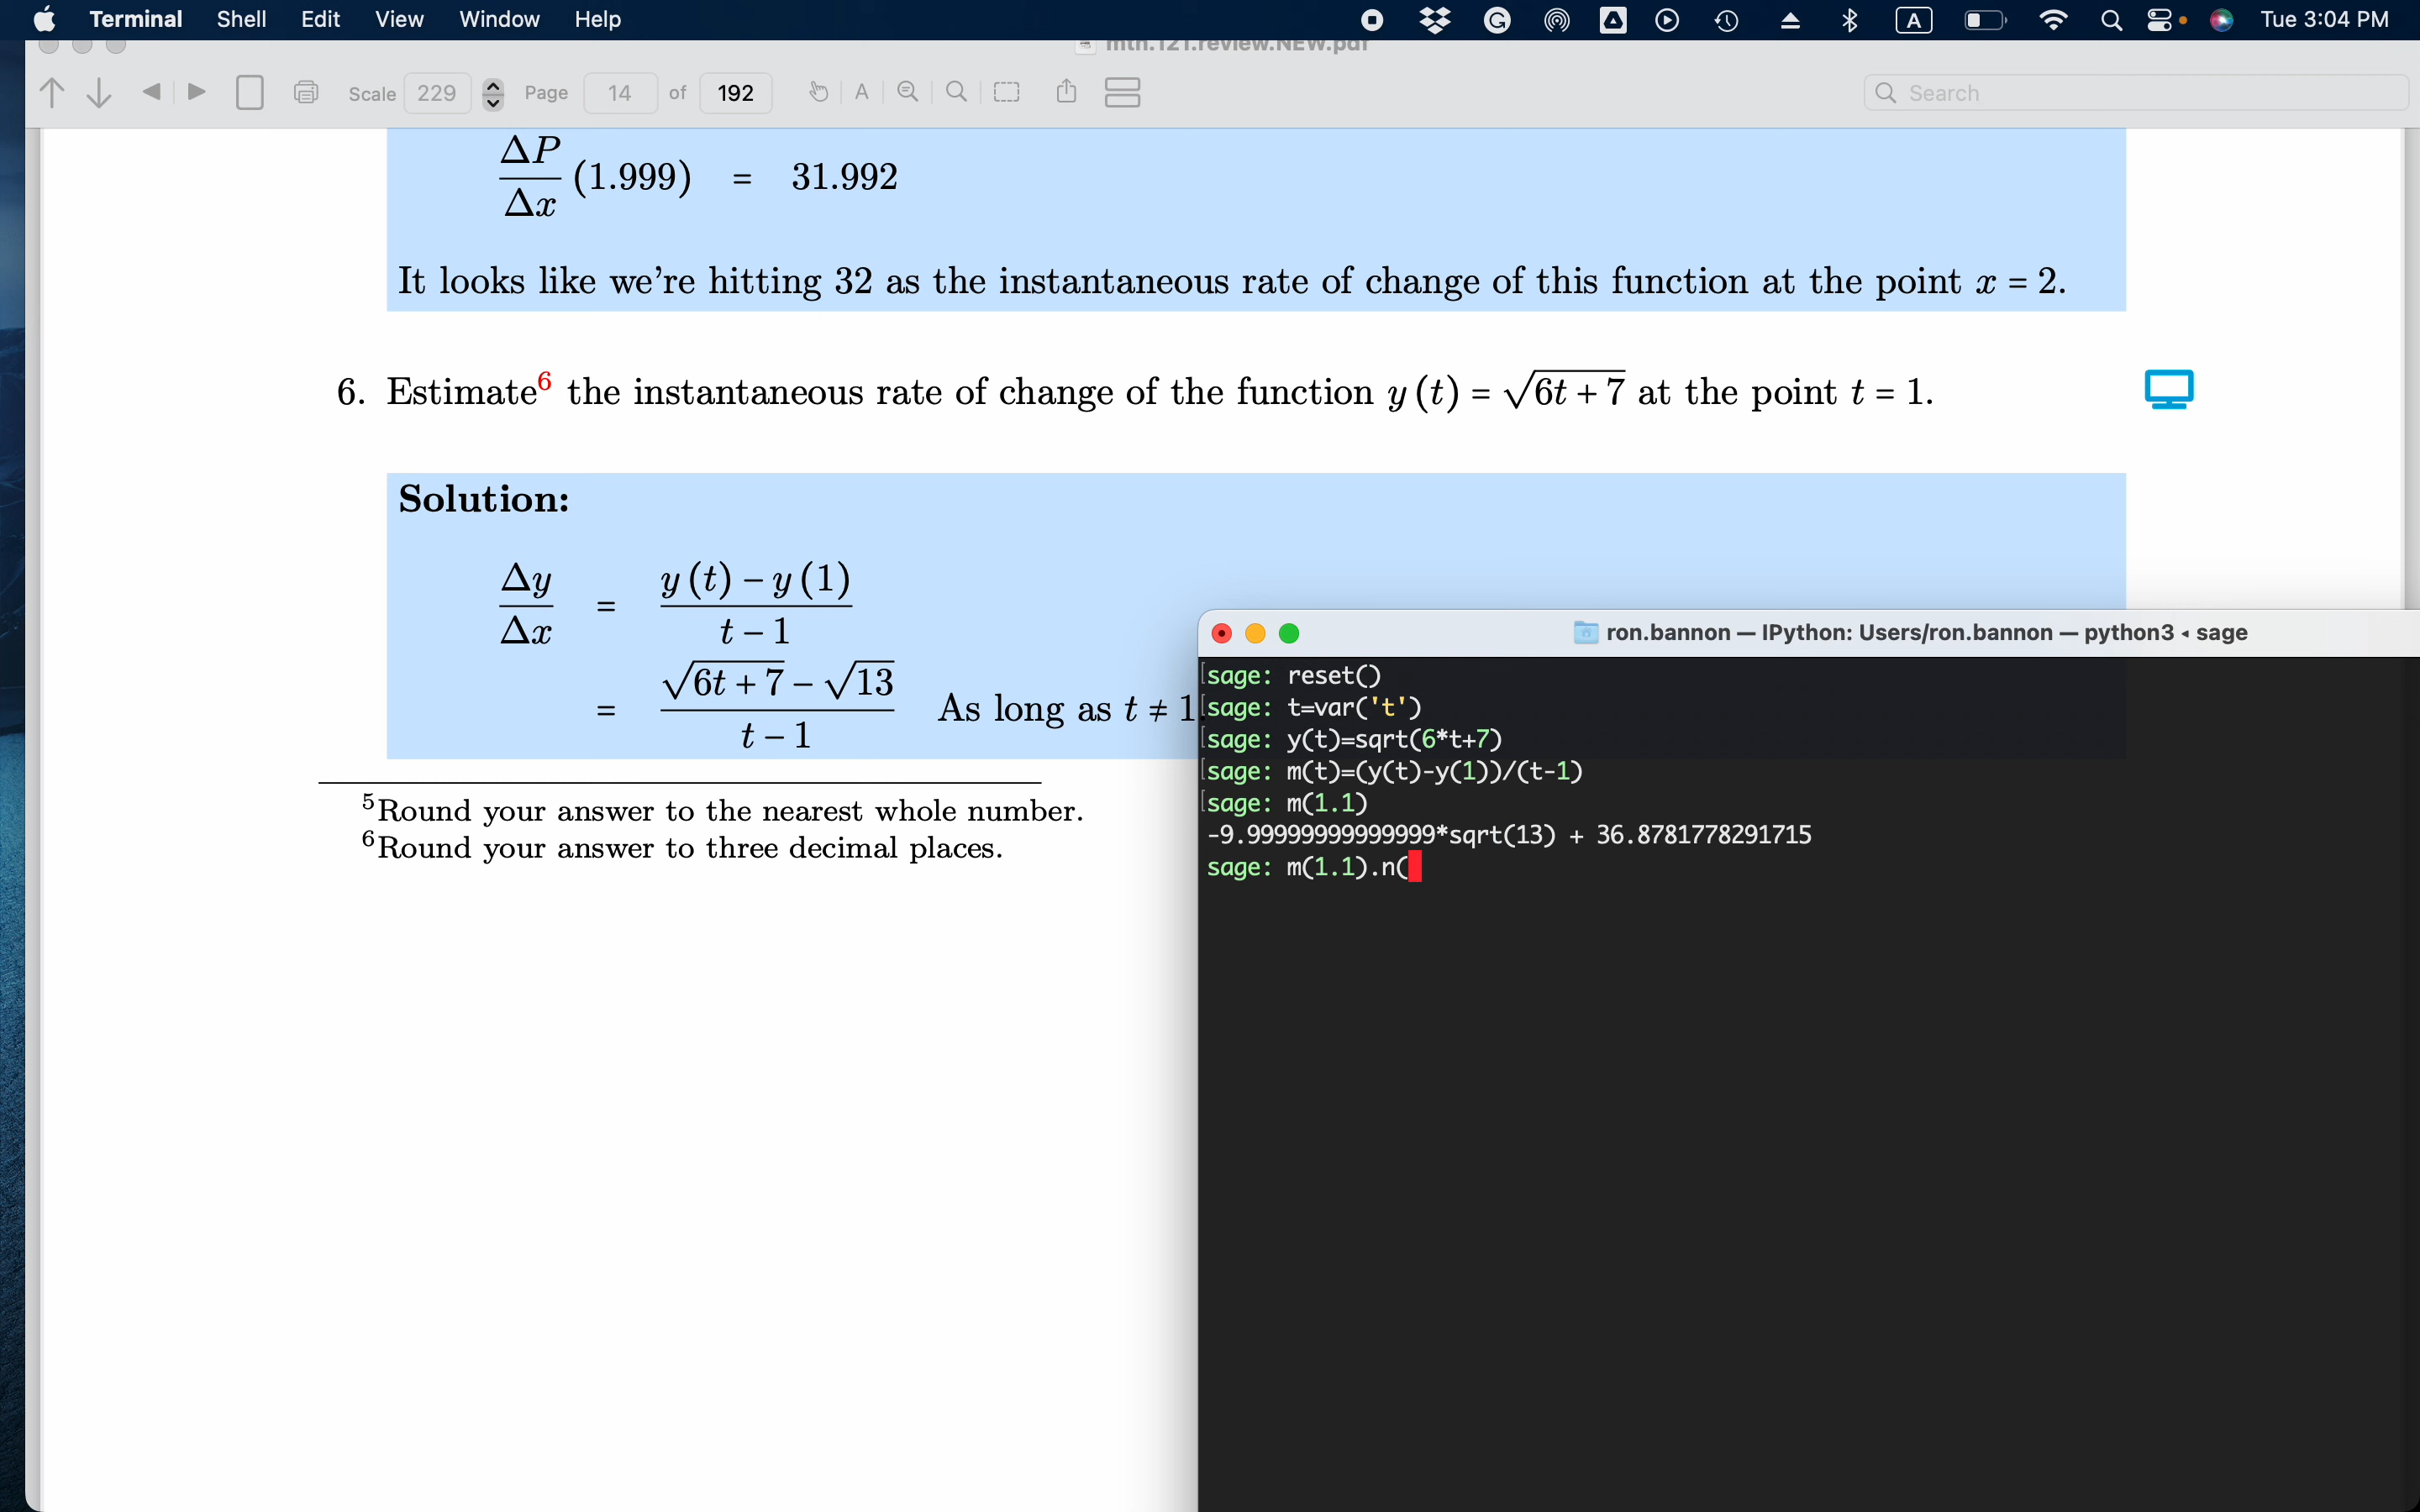 Terminal Shell Edit View Window Help A Tue 3:04 PM
mth.121.review.NEW.pdf
Scale 229 Page 14 of 192 A Search
ΔP/Δx (1.999) = 31.992
It looks like we're hitting 32 as the instantaneous rate of change of this function at the point x = 2.
6. Estimate⁶ the instantaneous rate of change of the function y (t) = √(6t + 7) at the point t = 1.
Solution:
Δy/Δx = (y (t) − y (1))/(t − 1)
= (√(6t + 7) − √13)/(t − 1) As long as t ≠ 1
⁵Round your answer to the nearest whole number.
⁶Round your answer to three decimal places.
ron.bannon — IPython: Users/ron.bannon — python3 ◂ sage
[sage: reset()
[sage: t=var('t')
[sage: y(t)=sqrt(6*t+7)
[sage: m(t)=(y(t)-y(1))/(t-1)
[sage: m(1.1)
-9.99999999999999*sqrt(13) + 36.8781778291715
sage: m(1.1).n(